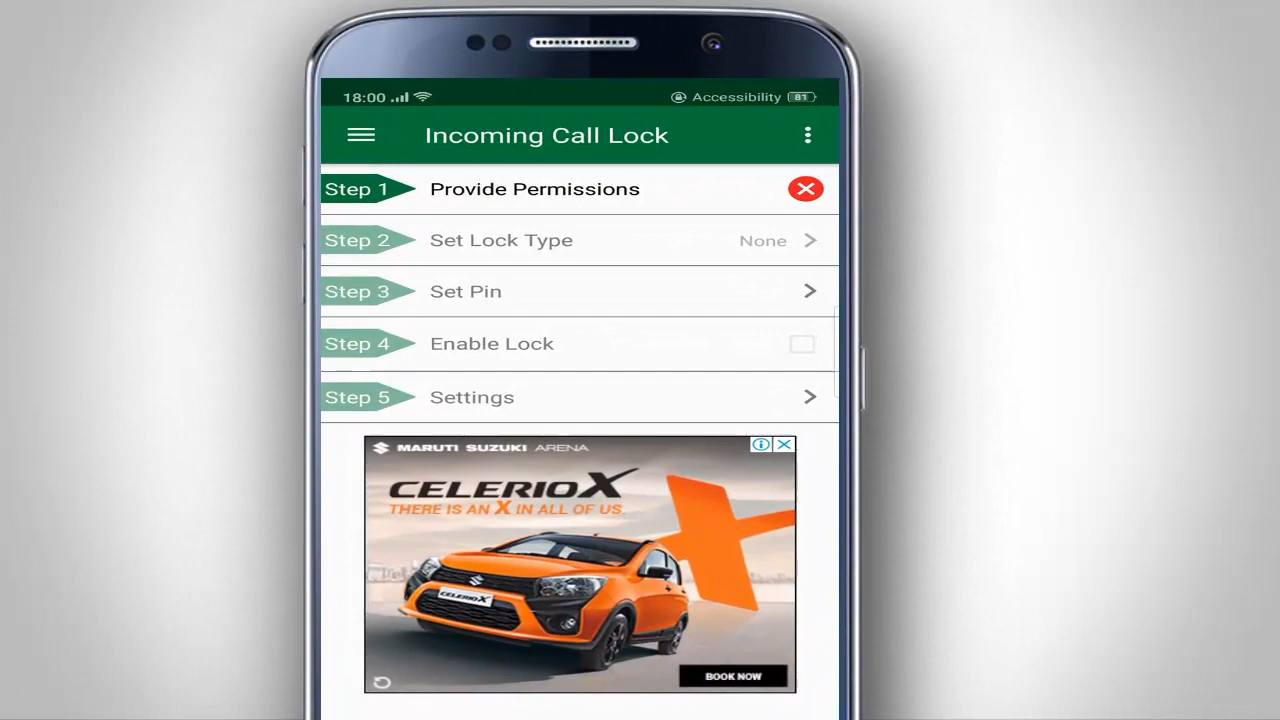 18:00 Accessibility 81
Incoming Call Lock
Step 1 Provide Permissions
Step 2 Set Lock Type None
Step 3 Set Pin
Step 4 Enable Lock
Step 5 Settings
MARUTI SUZUKI ARENA
CELERIOX
THERE IS AN X IN ALL OF US.
CELERIOX
BOOK NOW